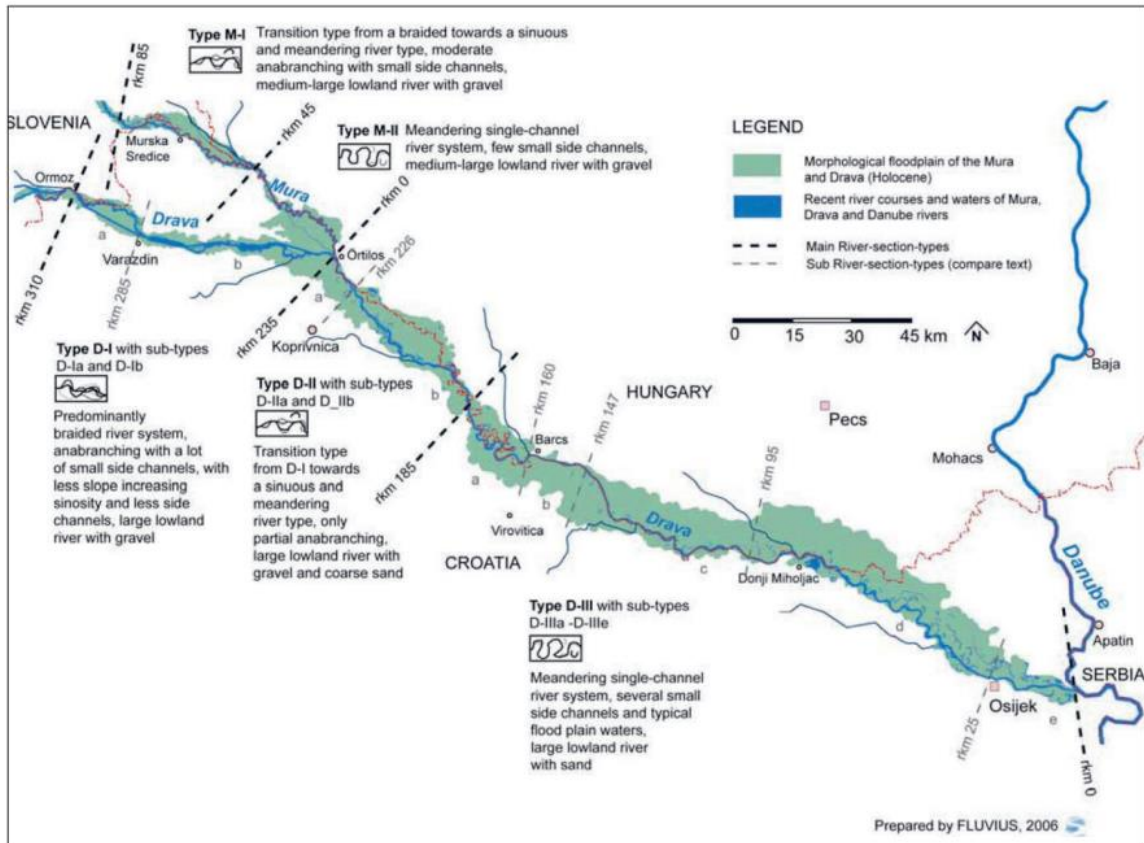 Type M-I Transition type from a braided towards a sinuous
and meandering river type, moderate
anabranching with small side channels,
medium-large lowland river with gravel
rkm 85
SLOVENIA
rkm 45
Murska
Sredice
Type M-II Meandering single-channel
river system, few small side channels,
medium-large lowland river with gravel
LEGEND
Morphological floodplain of the Mura
and Drava (Holocene)
Recent river courses and waters of Mura,
Drava and Danube rivers
Main River-section-types
Sub River-section-types (compare text)
0 15 30 45 km
N
Ormoz
Mura
rkm 0
Drava
a
Varazdin
b
Örtilos
rkm 226
rkm 310
rkm 285
rkm 235
a
Koprivnica
Type D-I with sub-types
D-Ia and D-Ib
Predominantly
braided river system,
anabranching with a lot
of small side channels, with
less slope increasing
sinosity and less side
channels, large lowland
river with gravel
Type D-II with sub-types
D-IIa and D_IIb
Transition type
from D-I towards
a sinuous and
meandering
river type, only
partial anabranching,
large lowland river with
gravel and coarse sand
b
rkm 185
rkm 160
HUNGARY
rkm 147
Baja
Pecs
Barcs
Mohacs
rkm 95
a
b
Virovitica
Drava
CROATIA
c
Donji Miholjac
Danube
Type D-III with sub-types
D-IIIa -D-IIIe
Meandering single-channel
river system, several small
side channels and typical
flood plain waters,
large lowland river
with sand
d
Apatin
SERBIA
Osijek
e
rkm 25
rkm 0
Prepared by FLUVIUS, 2006